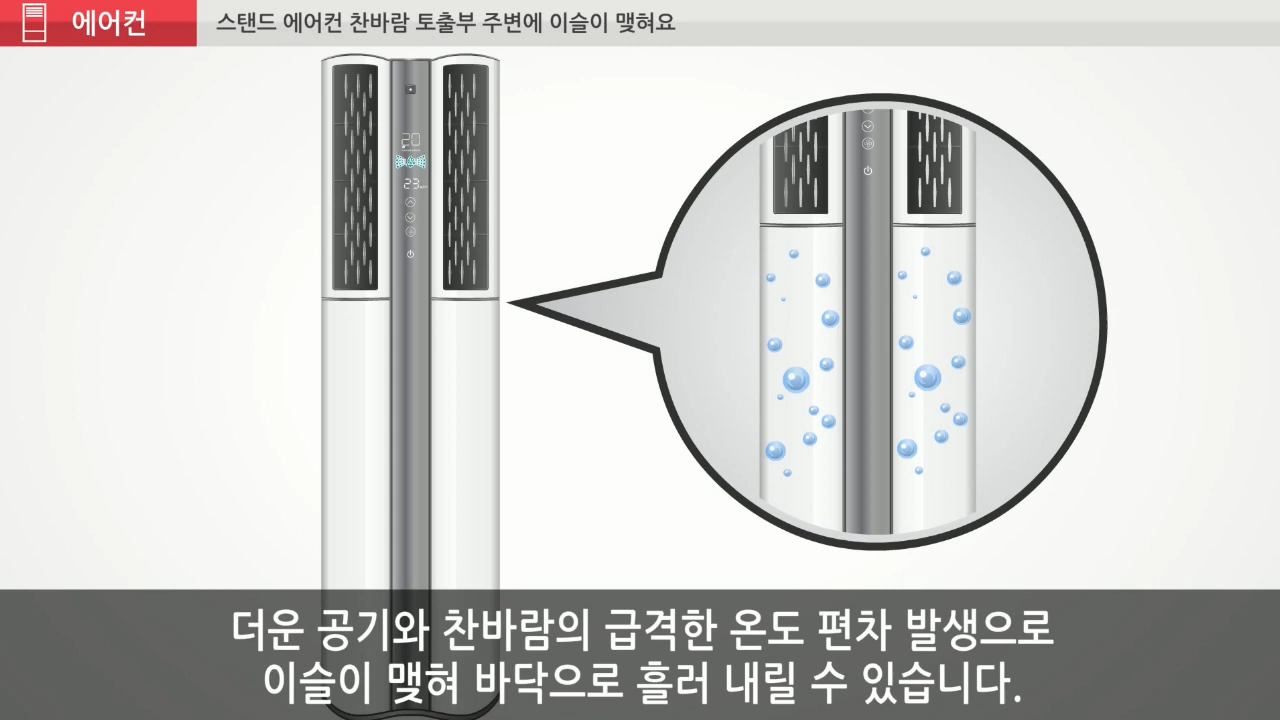 에어컨
스탠드 에어컨 찬바람 토출부 주변에 이슬이 맺혀요
20
23
더운 공기와 찬바람의 급격한 온도 편차 발생으로
이슬이 맺혀 바닥으로 흘러 내릴 수 있습니다.